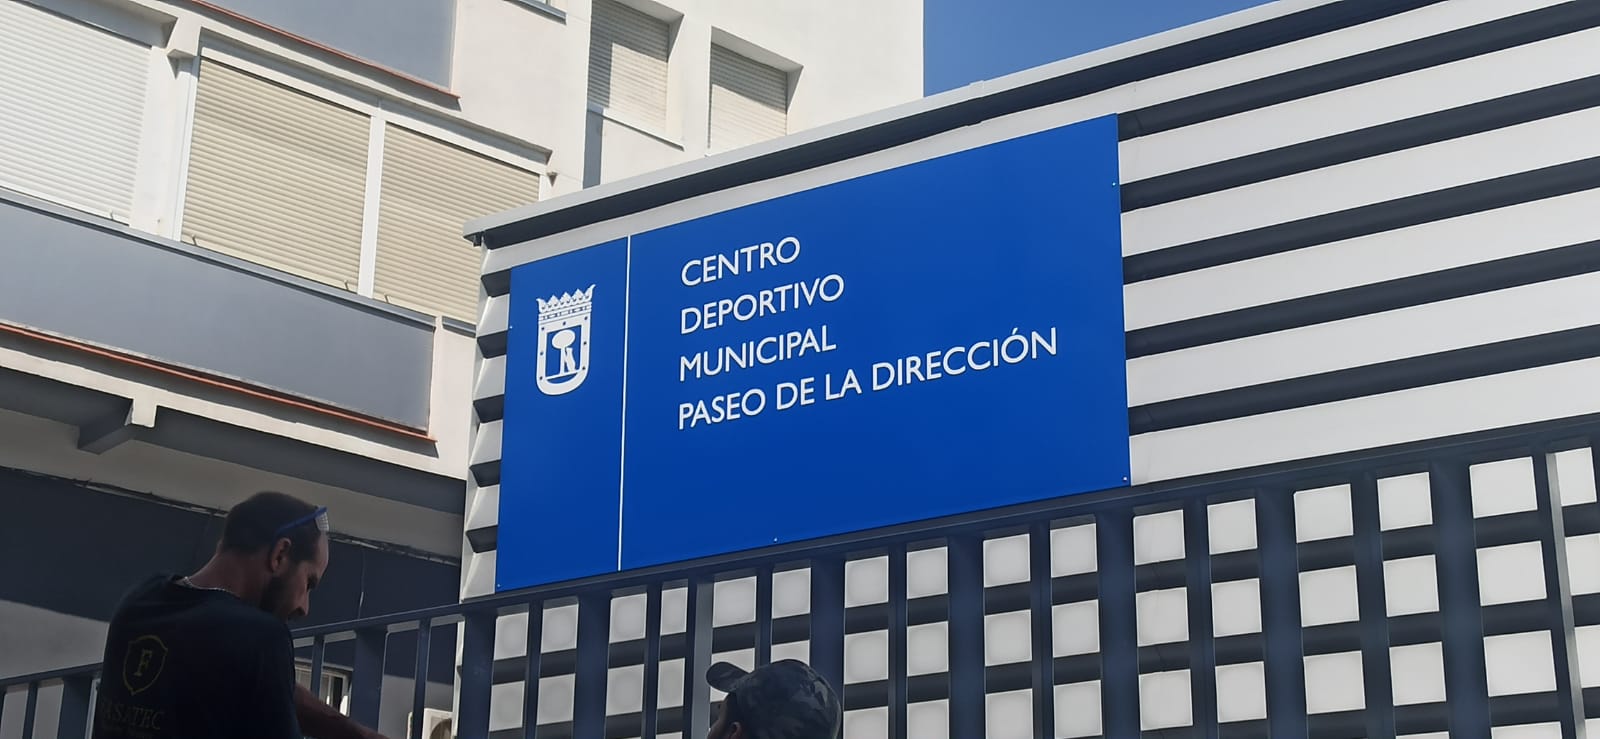 CENTRO
DEPORTIVO
MUNICIPAL
PASEO DE LA DIRECCIÓN
F